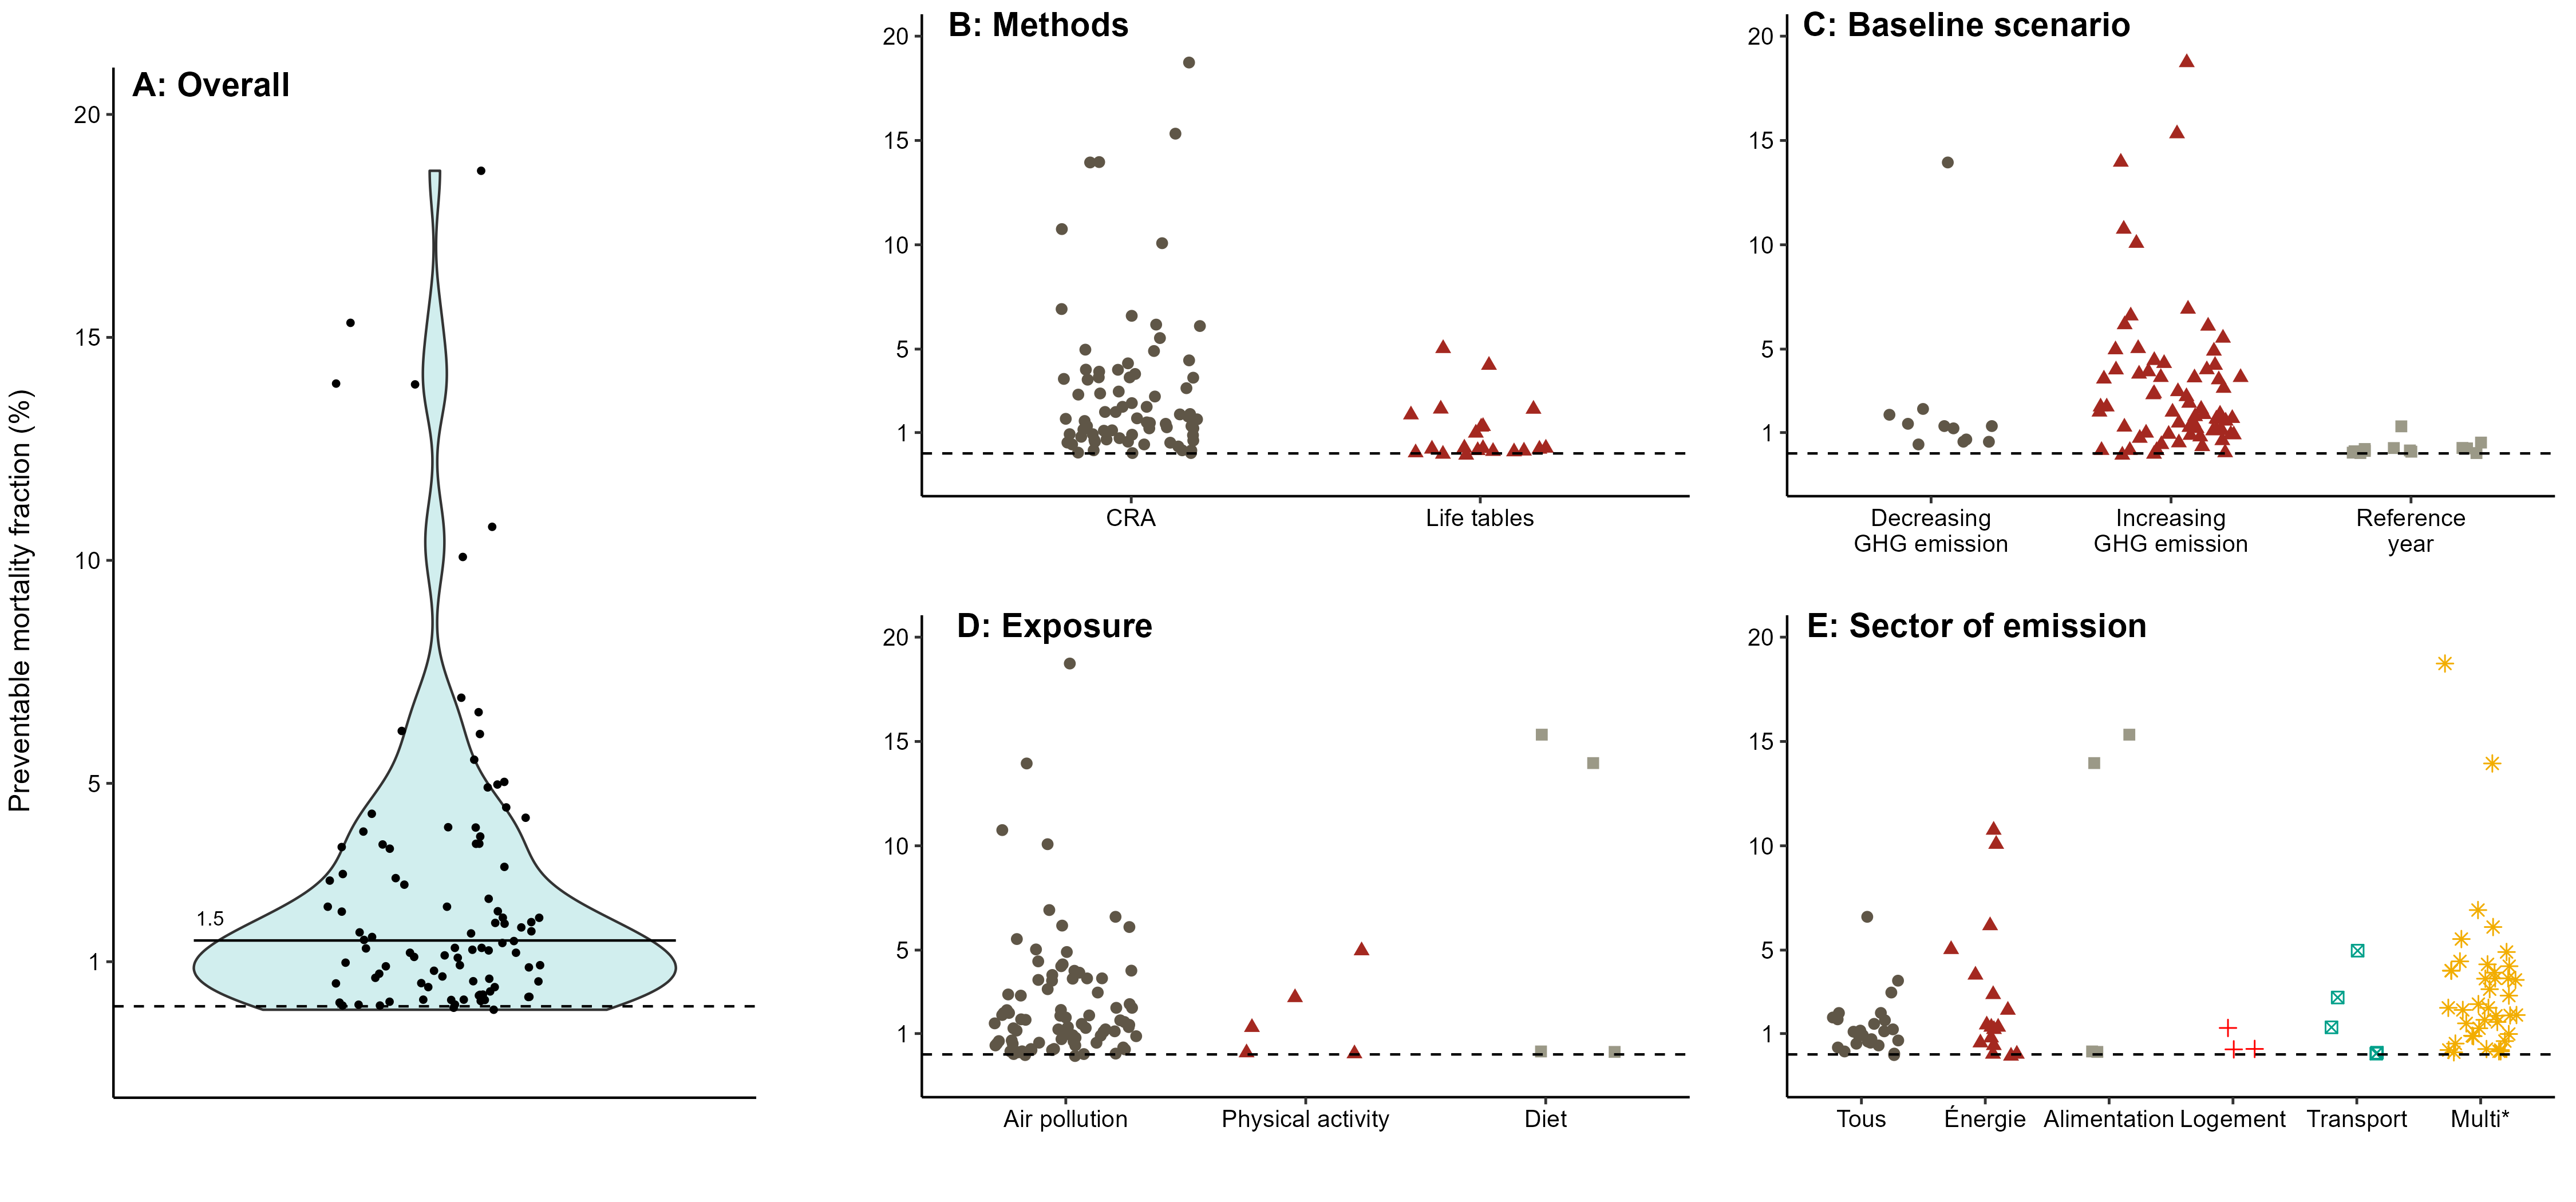 Preventable mortality fraction (%)
A: Overall
20
15
10
5
1
1.5
B: Methods
20
15
10
5
1
CRA
Life tables
C: Baseline scenario
20
15
10
5
1
Decreasing
GHG emission
Increasing
GHG emission
Reference
year
D: Exposure
20
15
10
5
1
Air pollution
Physical activity
Diet
E: Sector of emission
20
15
10
5
1
Tous
Énergie
Alimentation
Logement
Transport
Multi*